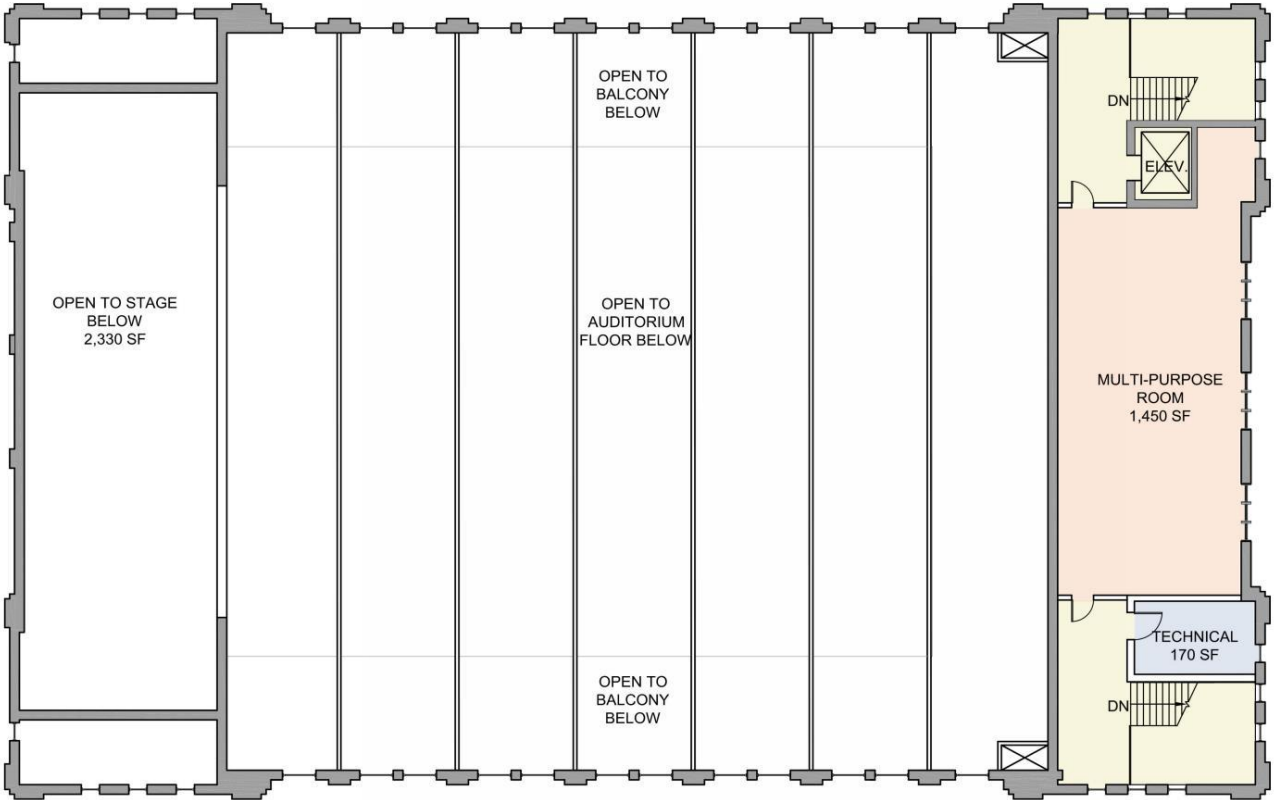 OPEN TO
BALCONY
BELOW
DN
ELEV.
OPEN TO STAGE
BELOW
2,330 SF
OPEN TO
AUDITORIUM
FLOOR BELOW
MULTI-PURPOSE
ROOM
1,450 SF
TECHNICAL
170 SF
OPEN TO
BALCONY
BELOW
DN